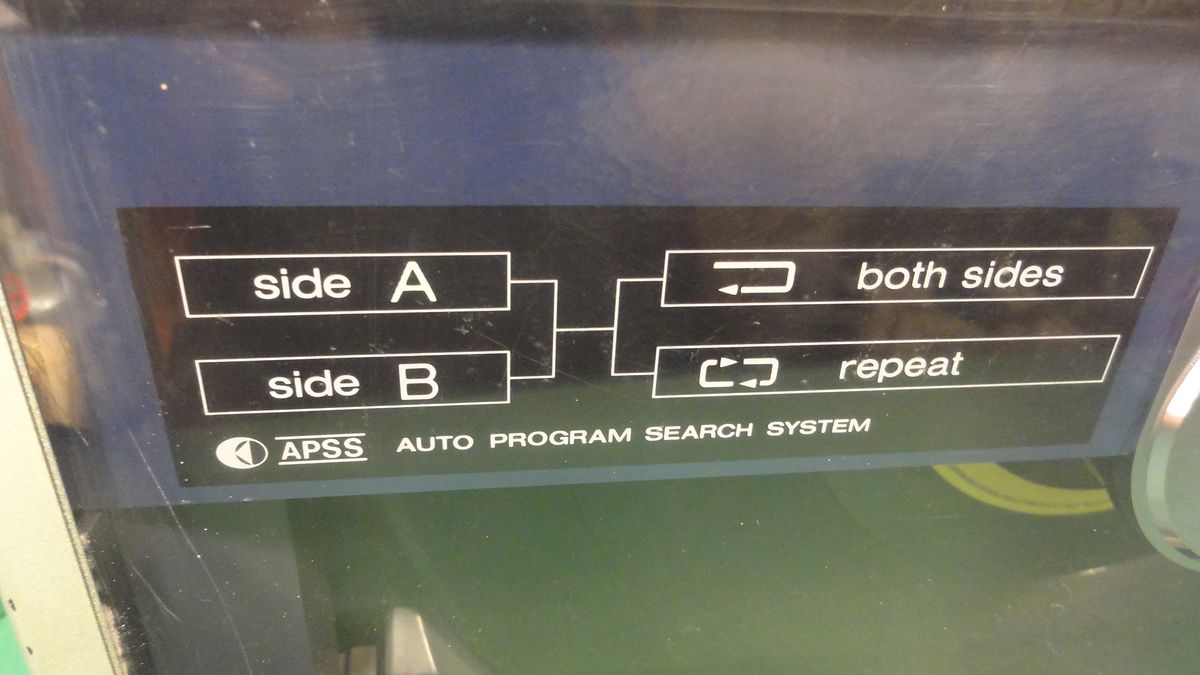 side A
both sides
side B
repeat
APSS AUTO PROGRAM SEARCH SYSTEM